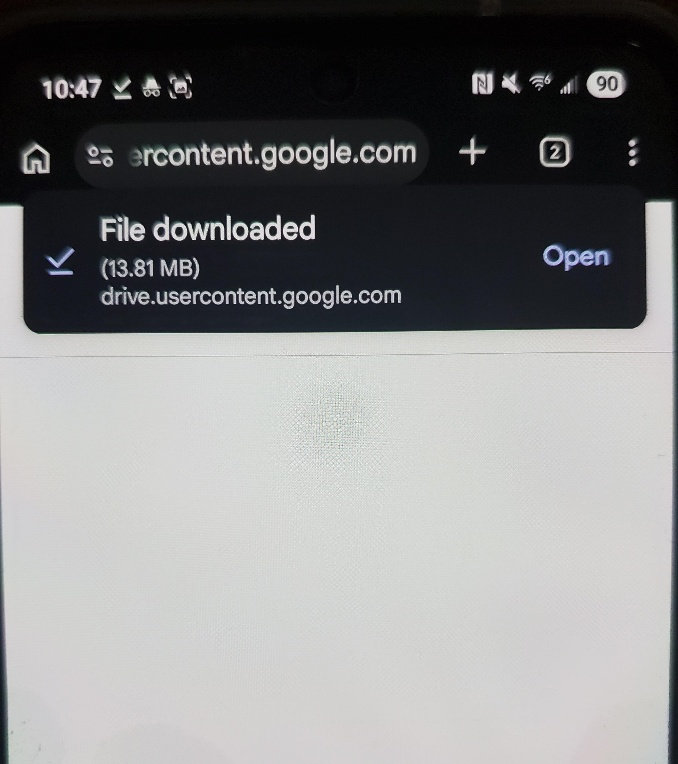 10:47
90
ercontent.google.com
2
File downloaded
(13.81 MB)
drive.usercontent.google.com
Open